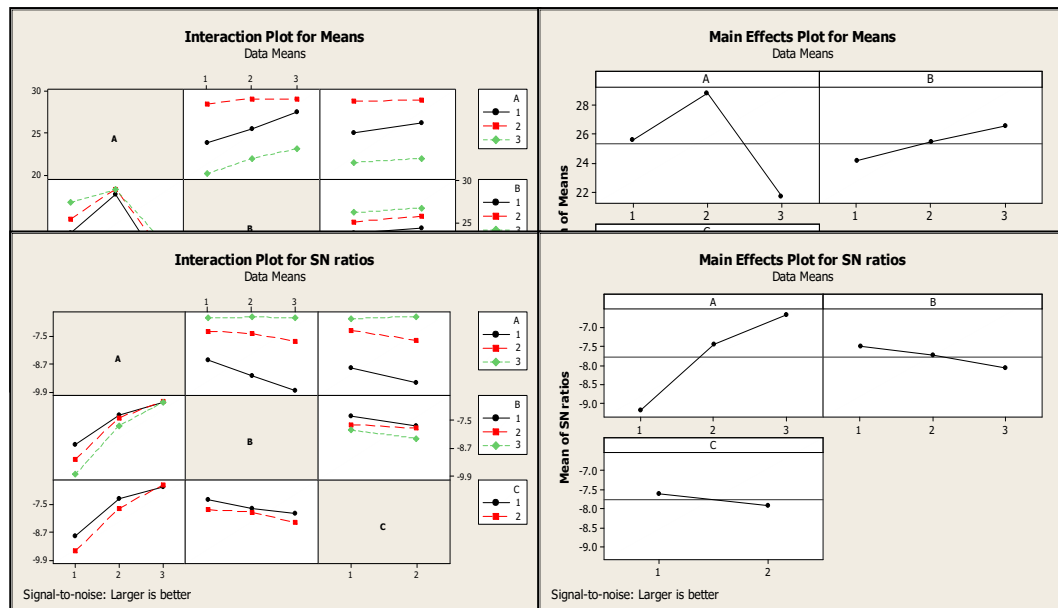 Interaction Plot for Means
Data Means
1 2 3
30
25
20
A
A
1
2
3
30
25
B
B
1
2
3
Main Effects Plot for Means
Data Means
A B
28
26
24
22
1 2 3 1 2 3
n of Means
C
Interaction Plot for SN ratios
Data Means
1 2 3 1 2
-7.5
-8.7
-9.9
A
A
1
2
3
-7.5
-8.7
-9.9
B
B
1
2
3
-7.5
-8.7
-9.9
C
C
1
2
1 2 3 1 2
Signal-to-noise: Larger is better
Main Effects Plot for SN ratios
Data Means
A B
-7.0
-7.5
-8.0
-8.5
-9.0
1 2 3 1 2 3
Mean of SN ratios
C
-7.0
-7.5
-8.0
-8.5
-9.0
1 2
Signal-to-noise: Larger is better